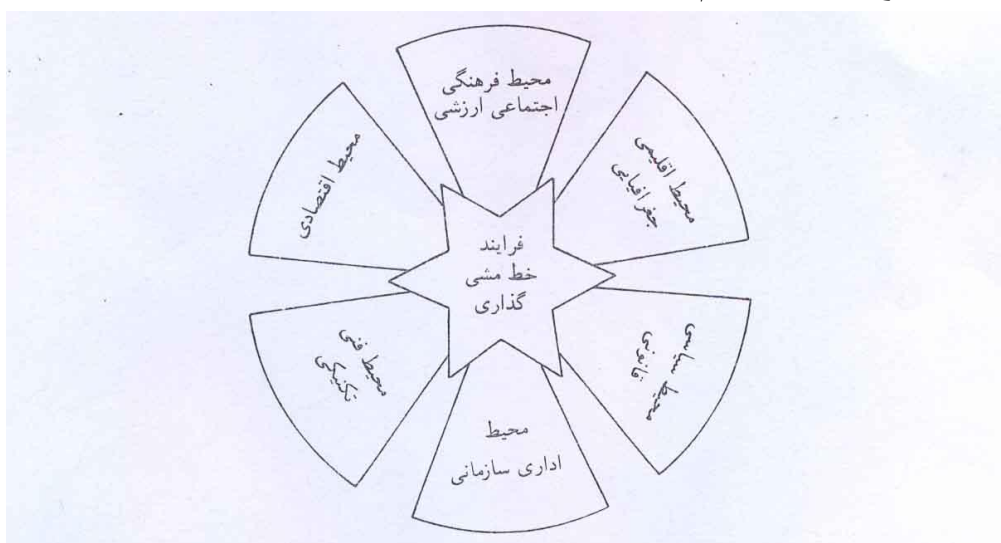 محیط فرهنگی
اجتماعی ارزشی
محیط اقلیمی
جغرافیایی
محیط سیاسی
قانونی
محیط
اداری سازمانی
محیط فنی
تکنیکی
محیط اقتصادی
فرایند
خط مشی
گذاری